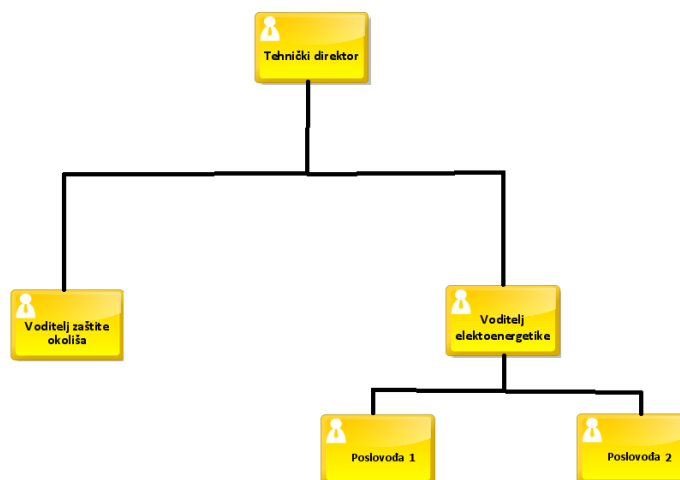 Tehnički direktor
Voditelj zaštite
okoliša
Voditelj
elektoenergetike
Poslovođa 1
Poslovođa 2